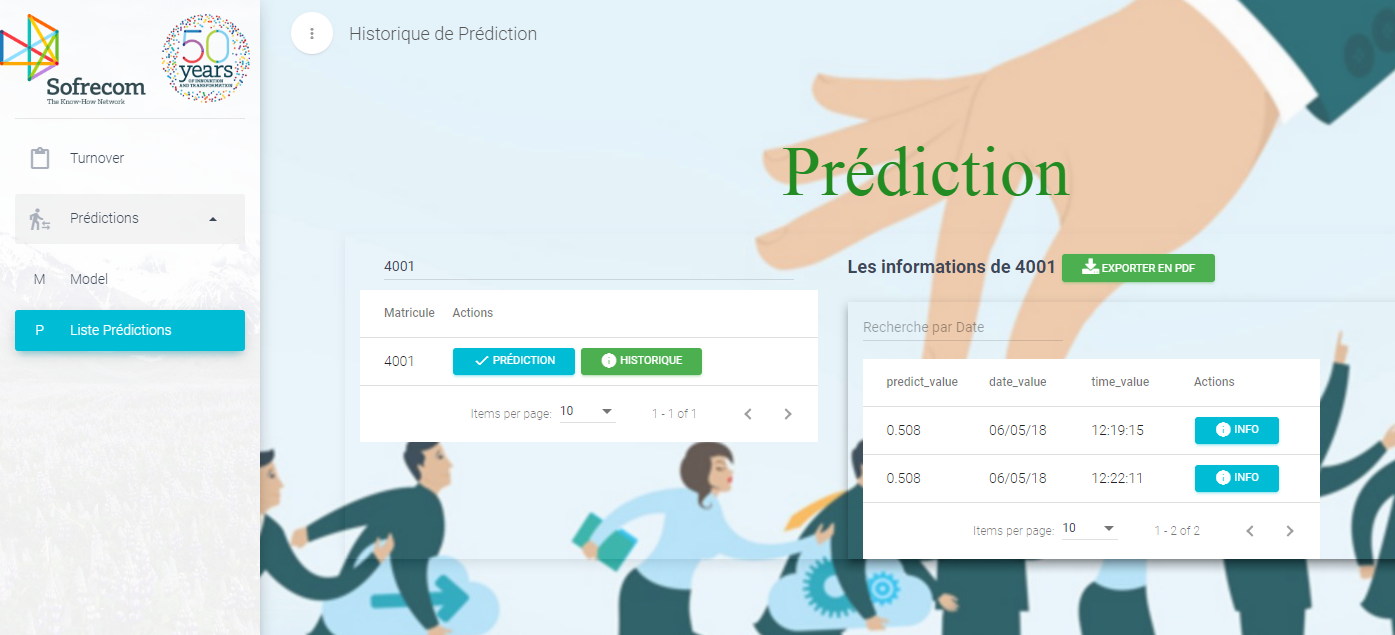 Sofrecom
The Know-How Network
50
years
OF INNOVATION
AND TRANSFORMATION
Turnover
Prédictions
M Model
P Liste Prédictions
Historique de Prédiction
Prédiction
4001
Matricule Actions
4001 PRÉDICTION HISTORIQUE
Items per page: 10 1 - 1 of 1
Les informations de 4001 EXPORTER EN PDF
Recherche par Date
predict_value date_value time_value Actions
0.508 06/05/18 12:19:15 INFO
0.508 06/05/18 12:22:11 INFO
Items per page: 10 1 - 2 of 2